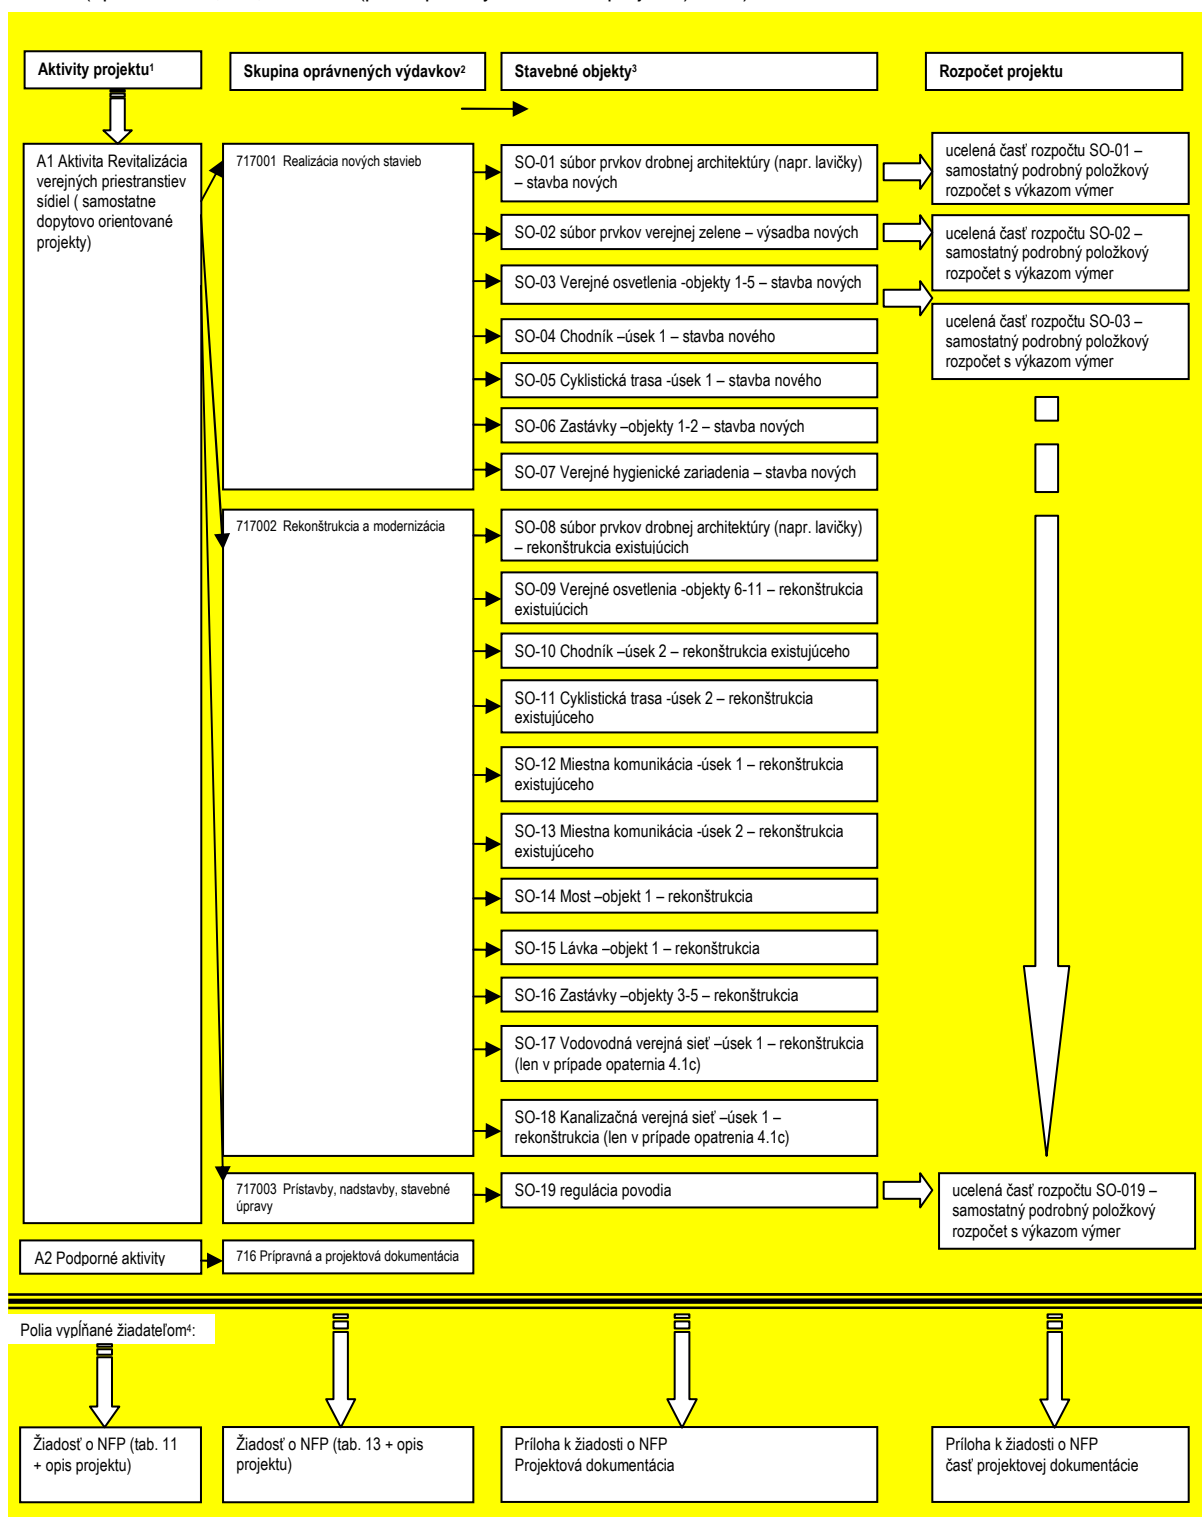 Aktivity projektu¹
Skupina oprávnených výdavkov²
Stavebné objekty³
Rozpočet projektu
A1 Aktivita Revitalizácia
verejných priestranstiev
sídiel ( samostatne
dopytovo orientované
projekty)
717001 Realizácia nových stavieb
SO-01 súbor prvkov drobnej architektúry (napr. lavičky)
– stavba nových
ucelená časť rozpočtu SO-01 –
samostatný podrobný položkový
rozpočet s výkazom výmer
SO-02 súbor prvkov verejnej zelene – výsadba nových
ucelená časť rozpočtu SO-02 –
samostatný podrobný položkový
rozpočet s výkazom výmer
SO-03 Verejné osvetlenia -objekty 1-5 – stavba nových
ucelená časť rozpočtu SO-03 –
samostatný podrobný položkový
rozpočet s výkazom výmer
SO-04 Chodník –úsek 1 – stavba nového
SO-05 Cyklistická trasa -úsek 1 – stavba nového
SO-06 Zastávky –objekty 1-2 – stavba nových
SO-07 Verejné hygienické zariadenia – stavba nových
717002 Rekonštrukcia a modernizácia
SO-08 súbor prvkov drobnej architektúry (napr. lavičky)
– rekonštrukcia existujúcich
SO-09 Verejné osvetlenia -objekty 6-11 – rekonštrukcia
existujúcich
SO-10 Chodník –úsek 2 – rekonštrukcia existujúceho
SO-11 Cyklistická trasa -úsek 2 – rekonštrukcia
existujúceho
SO-12 Miestna komunikácia -úsek 1 – rekonštrukcia
existujúceho
SO-13 Miestna komunikácia -úsek 2 – rekonštrukcia
existujúceho
SO-14 Most –objekt 1 – rekonštrukcia
SO-15 Lávka –objekt 1 – rekonštrukcia
SO-16 Zastávky –objekty 3-5 – rekonštrukcia
SO-17 Vodovodná verejná sieť –úsek 1 – rekonštrukcia
(len v prípade opaternia 4.1c)
SO-18 Kanalizačná verejná sieť –úsek 1 –
rekonštrukcia (len v prípade opatrenia 4.1c)
717003 Prístavby, nadstavby, stavebné
úpravy
SO-19 regulácia povodia
ucelená časť rozpočtu SO-019 –
samostatný podrobný položkový
rozpočet s výkazom výmer
A2 Podporné aktivity
716 Prípravná a projektová dokumentácia
Polia vypĺňané žiadateľom⁴:
Žiadosť o NFP (tab. 11
+ opis projektu)
Žiadosť o NFP (tab. 13 + opis
projektu)
Príloha k žiadosti o NFP
Projektová dokumentácia
Príloha k žiadosti o NFP
časť projektovej dokumentácie